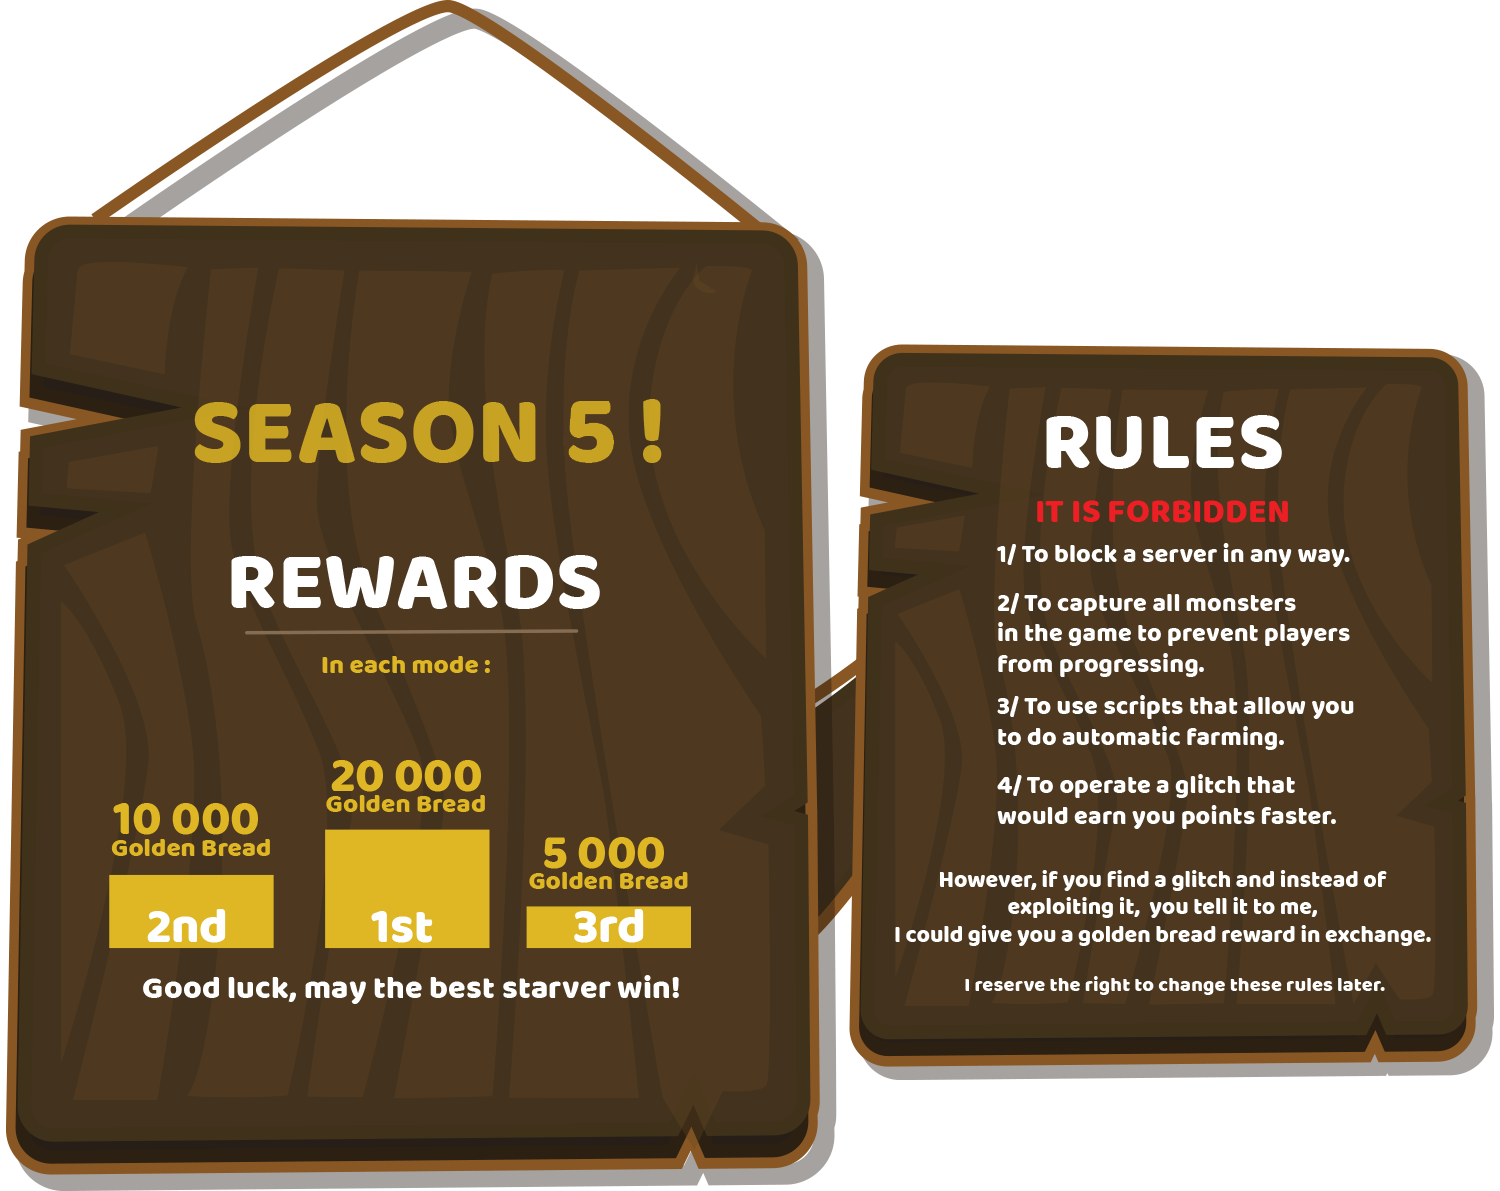 SEASON 5 !
REWARDS
In each mode :
20 000
Golden Bread
10 000
Golden Bread
5 000
Golden Bread
2nd
1st
3rd
Good luck, may the best starver win!
RULES
IT IS FORBIDDEN
1/ To block a server in any way.
2/ To capture all monsters
in the game to prevent players
from progressing.
3/ To use scripts that allow you
to do automatic farming.
4/ To operate a glitch that
would earn you points faster.
However, if you find a glitch and instead of
exploiting it, you tell it to me,
I could give you a golden bread reward in exchange.
I reserve the right to change these rules later.